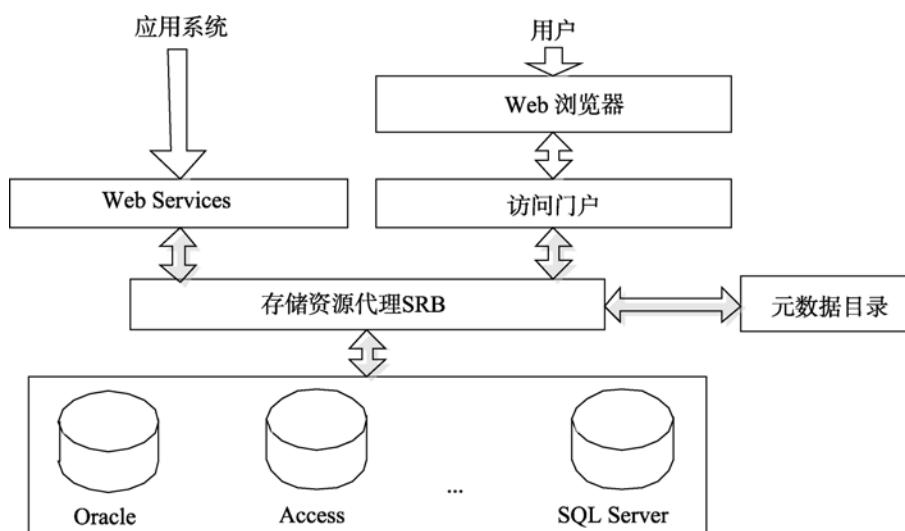 应用系统
用户
Web 浏览器
Web Services
访问门户
存储资源代理SRB
元数据目录
Oracle
Access
...
SQL Server